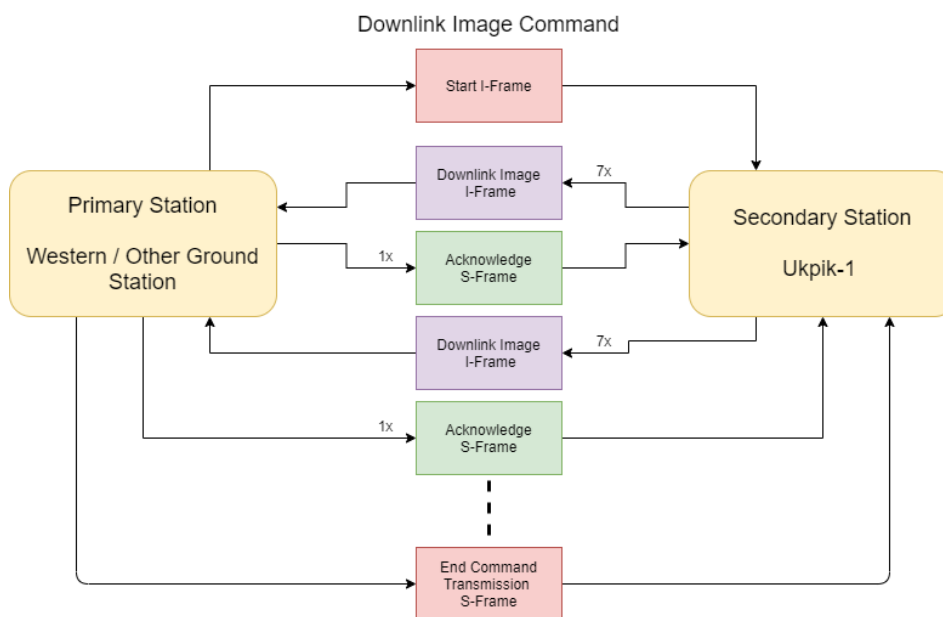 Downlink Image Command
Start I-Frame
Downlink Image
I-Frame
7x
Primary Station
Western / Other Ground
Station
Secondary Station
Ukpik-1
1x
Acknowledge
S-Frame
Downlink Image
I-Frame
7x
1x
Acknowledge
S-Frame
End Command
Transmission
S-Frame